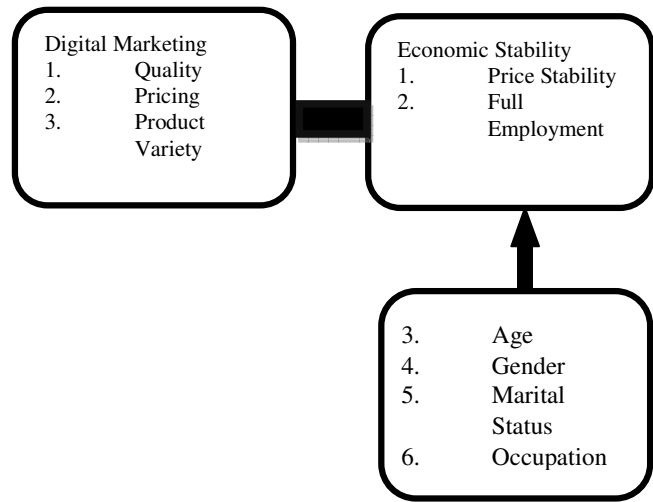 Digital Marketing
1. Quality
2. Pricing
3. Product
Variety
Economic Stability
1. Price Stability
2. Full
Employment
3. Age
4. Gender
5. Marital
Status
6. Occupation